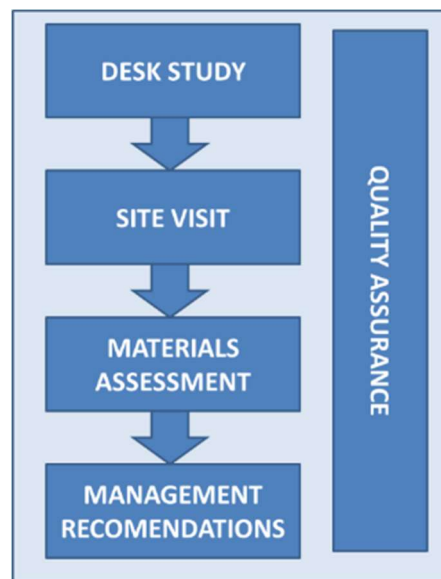 DESK STUDY
SITE VISIT
MATERIALS
ASSESSMENT
MANAGEMENT
RECOMENDATIONS
QUALITY ASSURANCE